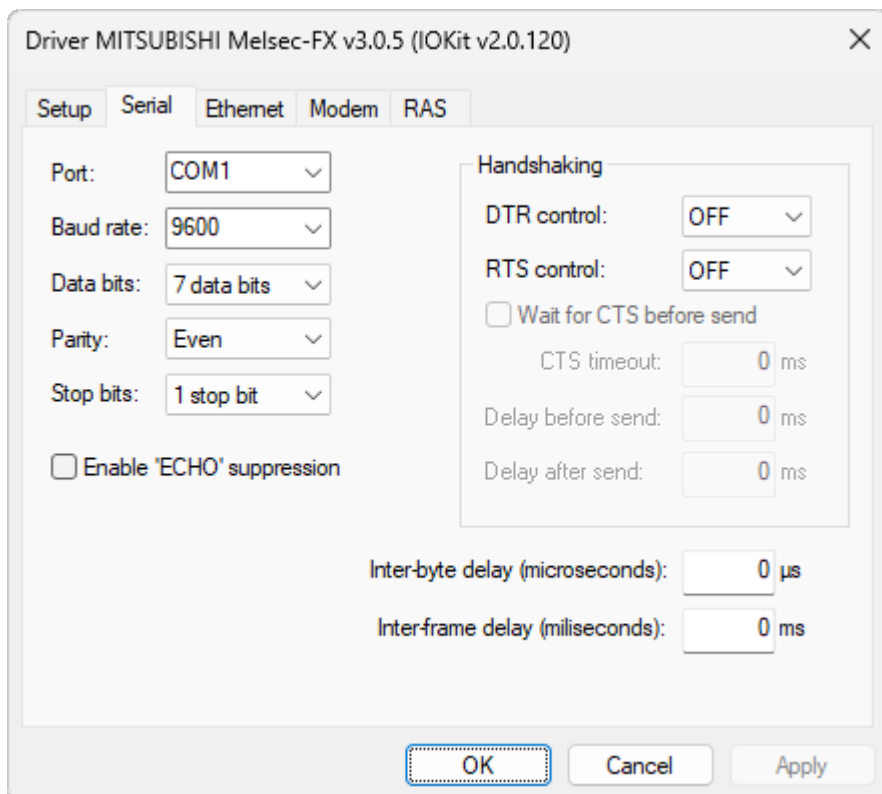 Driver MITSUBISHI Melsec-FX v3.0.5 (IOKit v2.0.120)
Setup Serial Ethernet Modem RAS
Port: COM1
Baud rate: 9600
Data bits: 7 data bits
Parity: Even
Stop bits: 1 stop bit
Enable 'ECHO' suppression
Handshaking
DTR control: OFF
RTS control: OFF
Wait for CTS before send
CTS timeout: 0 ms
Delay before send: 0 ms
Delay after send: 0 ms
Inter-byte delay (microseconds): 0 µs
Inter-frame delay (miliseconds): 0 ms
OK Cancel Apply